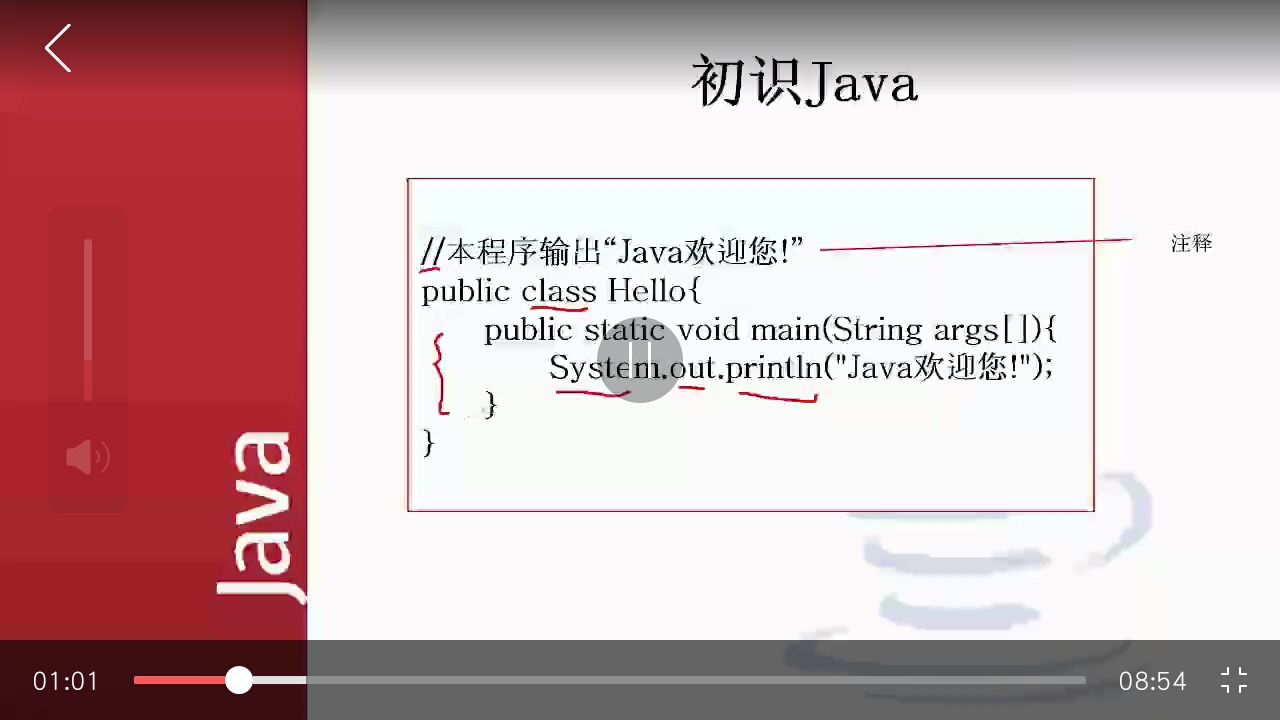 初识Java
//本程序输出“Java欢迎您!”
注释
public class Hello{
public static void main(String args[]){
System.out.println("Java欢迎您!");
}
}
Java
01:01
08:54